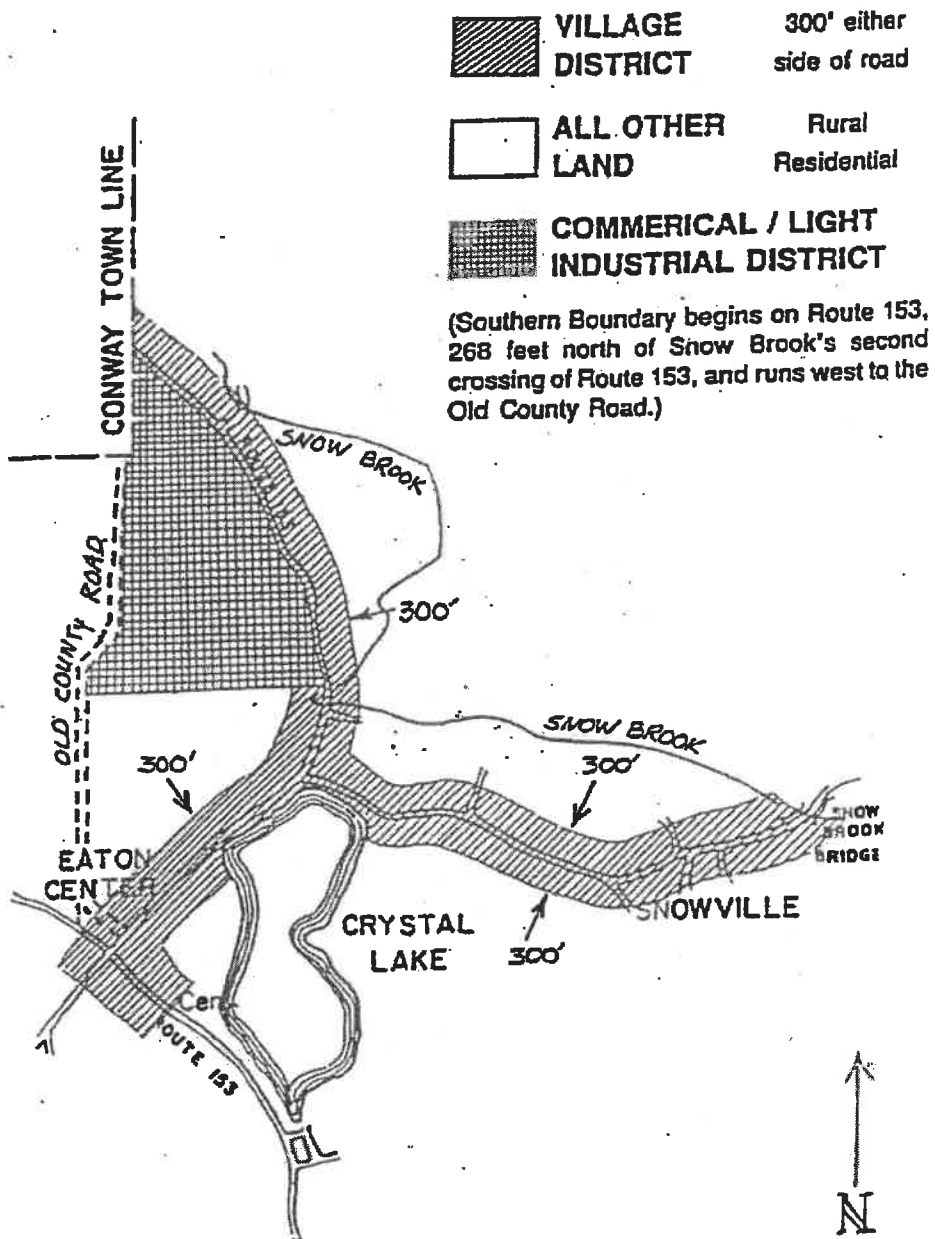 VILLAGE DISTRICT
300' either side of road
ALL OTHER LAND
Rural Residential
COMMERICAL / LIGHT INDUSTRIAL DISTRICT
(Southern Boundary begins on Route 153,
268 feet north of Snow Brook's second
crossing of Route 153, and runs west to the
Old County Road.)
CONWAY TOWN LINE
SNOW BROOK
OLD COUNTY ROAD
300'
SNOW BROOK
300'
300'
EATON
CENTER
SNOW
BROOK
BRIDGE
SNOWVILLE
CRYSTAL
LAKE
300'
Cen
ROUTE 153
N